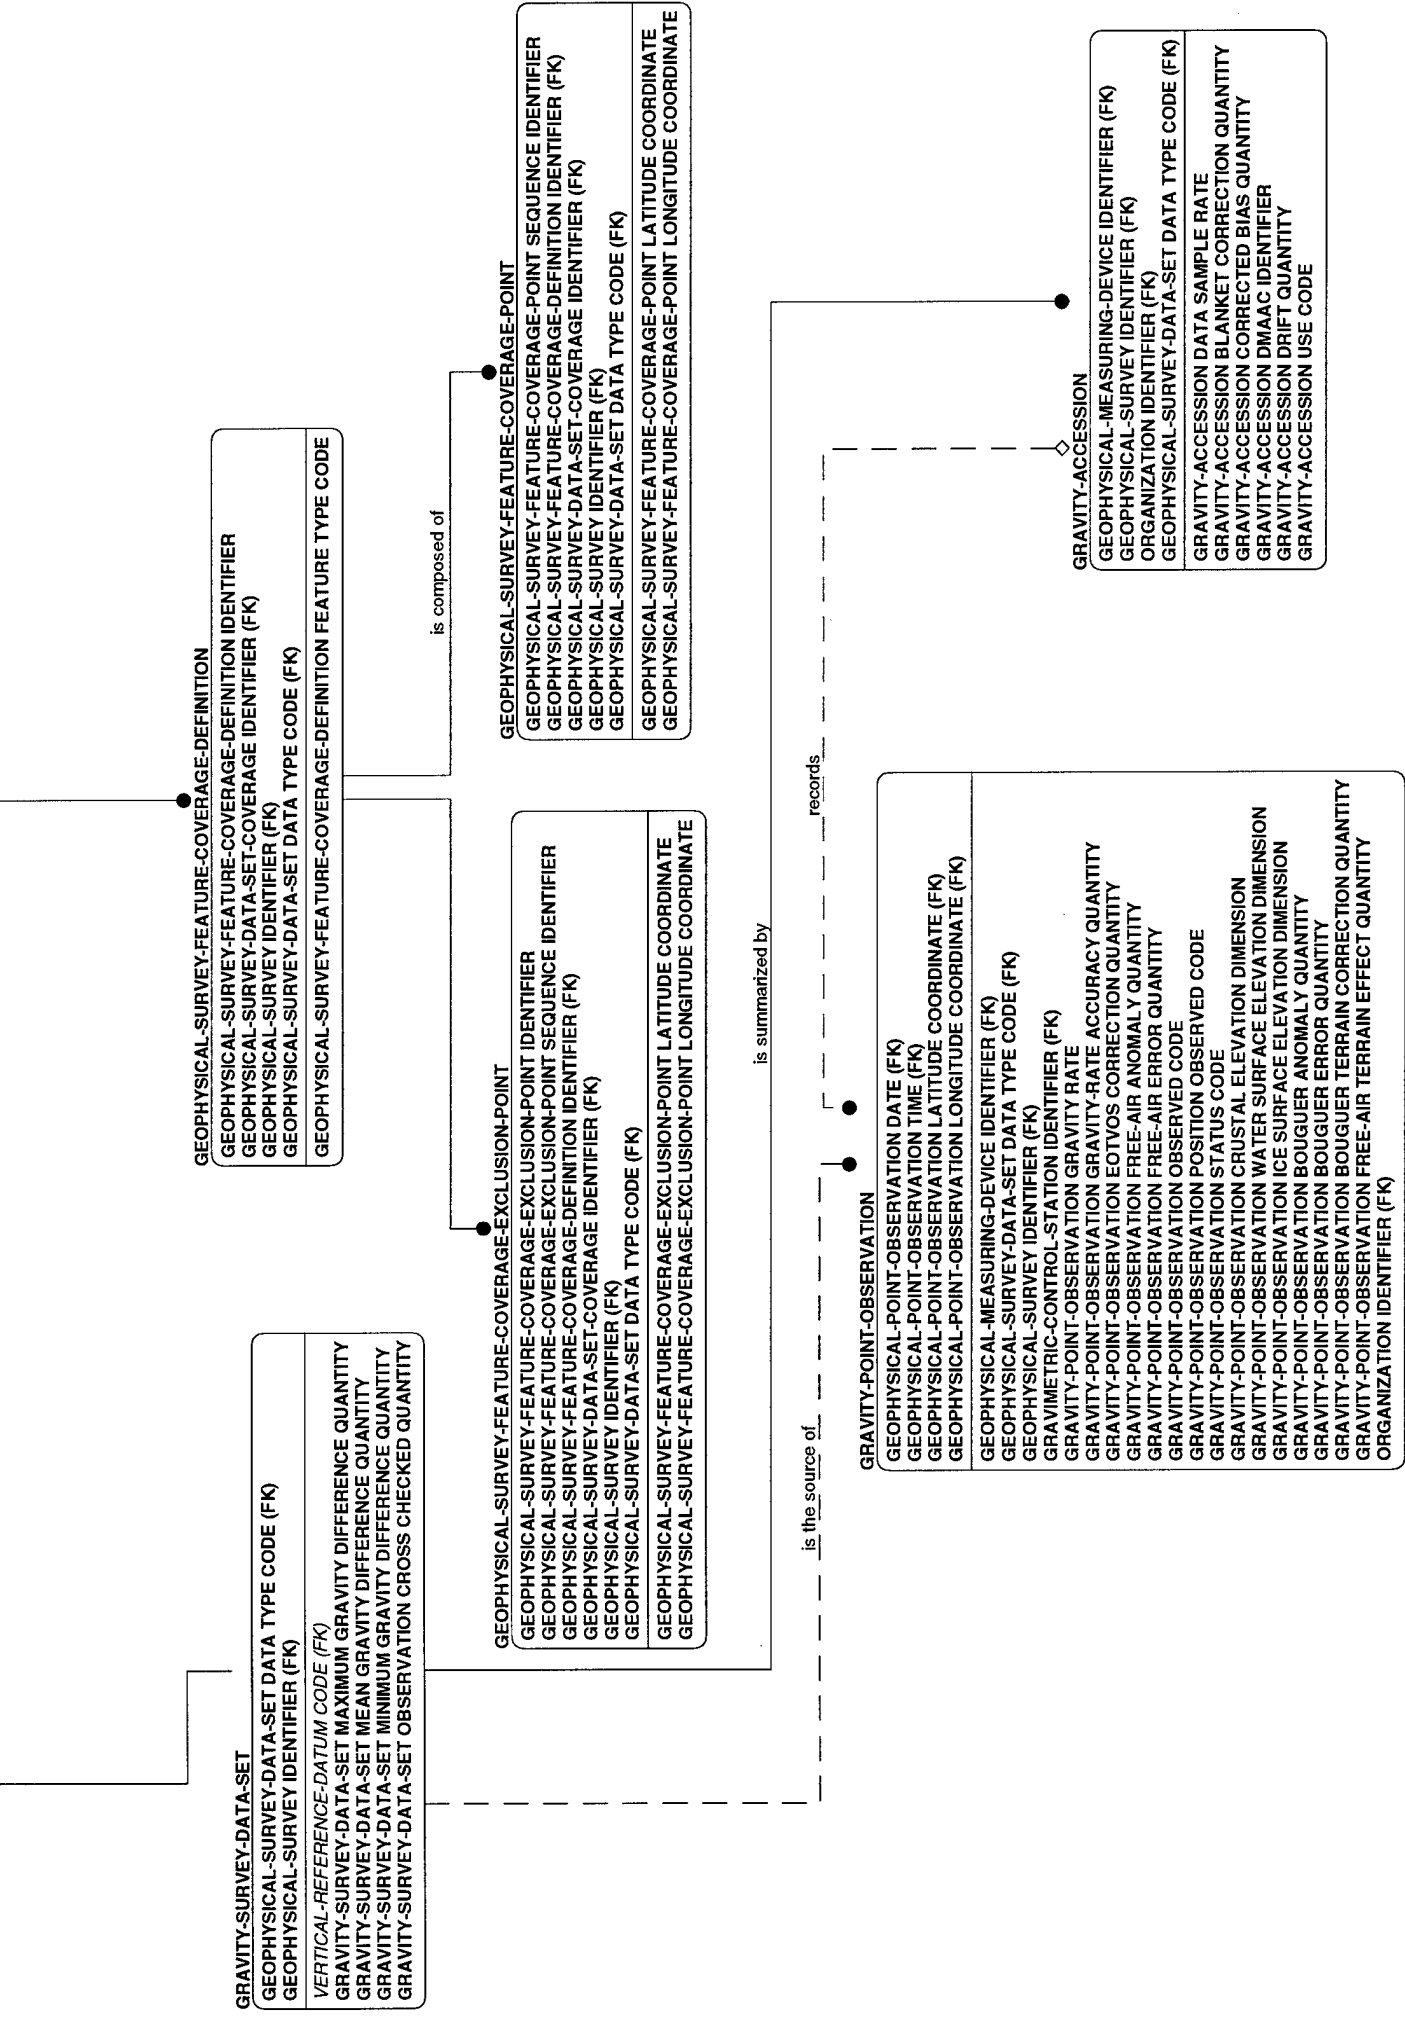 GEOPHYSICAL-SURVEY-FEATURE-COVERAGE-DEFINITION
GEOPHYSICAL-SURVEY-FEATURE-COVERAGE-DEFINITION IDENTIFIER
GEOPHYSICAL-SURVEY-DATA-SET-COVERAGE IDENTIFIER (FK)
GEOPHYSICAL-SURVEY IDENTIFIER (FK)
GEOPHYSICAL-SURVEY-DATA-SET DATA TYPE CODE (FK)
GEOPHYSICAL-SURVEY-FEATURE-COVERAGE-DEFINITION FEATURE TYPE CODE
GRAVITY-SURVEY-DATA-SET
GEOPHYSICAL-SURVEY-DATA-SET DATA TYPE CODE (FK)
GEOPHYSICAL-SURVEY IDENTIFIER (FK)
VERTICAL-REFERENCE-DATUM CODE (FK)
GRAVITY-SURVEY-DATA-SET MAXIMUM GRAVITY DIFFERENCE QUANTITY
GRAVITY-SURVEY-DATA-SET MEAN GRAVITY DIFFERENCE QUANTITY
GRAVITY-SURVEY-DATA-SET MINIMUM GRAVITY DIFFERENCE QUANTITY
GRAVITY-SURVEY-DATA-SET OBSERVATION CROSS CHECKED QUANTITY
is composed of
GEOPHYSICAL-SURVEY-FEATURE-COVERAGE-EXCLUSION-POINT
GEOPHYSICAL-SURVEY-FEATURE-COVERAGE-EXCLUSION-POINT IDENTIFIER
GEOPHYSICAL-SURVEY-FEATURE-COVERAGE-EXCLUSION-POINT SEQUENCE IDENTIFIER
GEOPHYSICAL-SURVEY-FEATURE-COVERAGE-DEFINITION IDENTIFIER (FK)
GEOPHYSICAL-SURVEY-DATA-SET-COVERAGE IDENTIFIER (FK)
GEOPHYSICAL-SURVEY IDENTIFIER (FK)
GEOPHYSICAL-SURVEY-DATA-SET DATA TYPE CODE (FK)
GEOPHYSICAL-SURVEY-FEATURE-COVERAGE-EXCLUSION-POINT LATITUDE COORDINATE
GEOPHYSICAL-SURVEY-FEATURE-COVERAGE-EXCLUSION-POINT LONGITUDE COORDINATE
GEOPHYSICAL-SURVEY-FEATURE-COVERAGE-POINT
GEOPHYSICAL-SURVEY-FEATURE-COVERAGE-POINT SEQUENCE IDENTIFIER
GEOPHYSICAL-SURVEY-FEATURE-COVERAGE-DEFINITION IDENTIFIER (FK)
GEOPHYSICAL-SURVEY-DATA-SET-COVERAGE IDENTIFIER (FK)
GEOPHYSICAL-SURVEY IDENTIFIER (FK)
GEOPHYSICAL-SURVEY-DATA-SET DATA TYPE CODE (FK)
GEOPHYSICAL-SURVEY-FEATURE-COVERAGE-POINT LATITUDE COORDINATE
GEOPHYSICAL-SURVEY-FEATURE-COVERAGE-POINT LONGITUDE COORDINATE
is summarized by
is the source of
records
GRAVITY-POINT-OBSERVATION
GEOPHYSICAL-POINT-OBSERVATION DATE (FK)
GEOPHYSICAL-POINT-OBSERVATION TIME (FK)
GEOPHYSICAL-POINT-OBSERVATION LATITUDE COORDINATE (FK)
GEOPHYSICAL-POINT-OBSERVATION LONGITUDE COORDINATE (FK)
GEOPHYSICAL-MEASURING-DEVICE IDENTIFIER (FK)
GEOPHYSICAL-SURVEY-DATA-SET DATA TYPE CODE (FK)
GEOPHYSICAL-SURVEY IDENTIFIER (FK)
GRAVIMETRIC-CONTROL-STATION IDENTIFIER (FK)
GRAVITY-POINT-OBSERVATION GRAVITY RATE
GRAVITY-POINT-OBSERVATION GRAVITY-RATE ACCURACY QUANTITY
GRAVITY-POINT-OBSERVATION EOTVOS CORRECTION QUANTITY
GRAVITY-POINT-OBSERVATION FREE-AIR ANOMALY QUANTITY
GRAVITY-POINT-OBSERVATION FREE-AIR ERROR QUANTITY
GRAVITY-POINT-OBSERVATION OBSERVED CODE
GRAVITY-POINT-OBSERVATION POSITION OBSERVED CODE
GRAVITY-POINT-OBSERVATION STATUS CODE
GRAVITY-POINT-OBSERVATION CRUSTAL ELEVATION DIMENSION
GRAVITY-POINT-OBSERVATION WATER SURFACE ELEVATION DIMENSION
GRAVITY-POINT-OBSERVATION ICE SURFACE ELEVATION DIMENSION
GRAVITY-POINT-OBSERVATION BOUGUER ANOMALY QUANTITY
GRAVITY-POINT-OBSERVATION BOUGUER ERROR QUANTITY
GRAVITY-POINT-OBSERVATION BOUGUER TERRAIN CORRECTION QUANTITY
GRAVITY-POINT-OBSERVATION FREE-AIR TERRAIN EFFECT QUANTITY
ORGANIZATION IDENTIFIER (FK)
GRAVITY-ACCESSION
GEOPHYSICAL-MEASURING-DEVICE IDENTIFIER (FK)
GEOPHYSICAL-SURVEY IDENTIFIER (FK)
ORGANIZATION IDENTIFIER (FK)
GEOPHYSICAL-SURVEY-DATA-SET DATA TYPE CODE (FK)
GRAVITY-ACCESSION DATA SAMPLE RATE
GRAVITY-ACCESSION BLANKET CORRECTION QUANTITY
GRAVITY-ACCESSION CORRECTED BIAS QUANTITY
GRAVITY-ACCESSION DMAAC IDENTIFIER
GRAVITY-ACCESSION DRIFT QUANTITY
GRAVITY-ACCESSION USE CODE